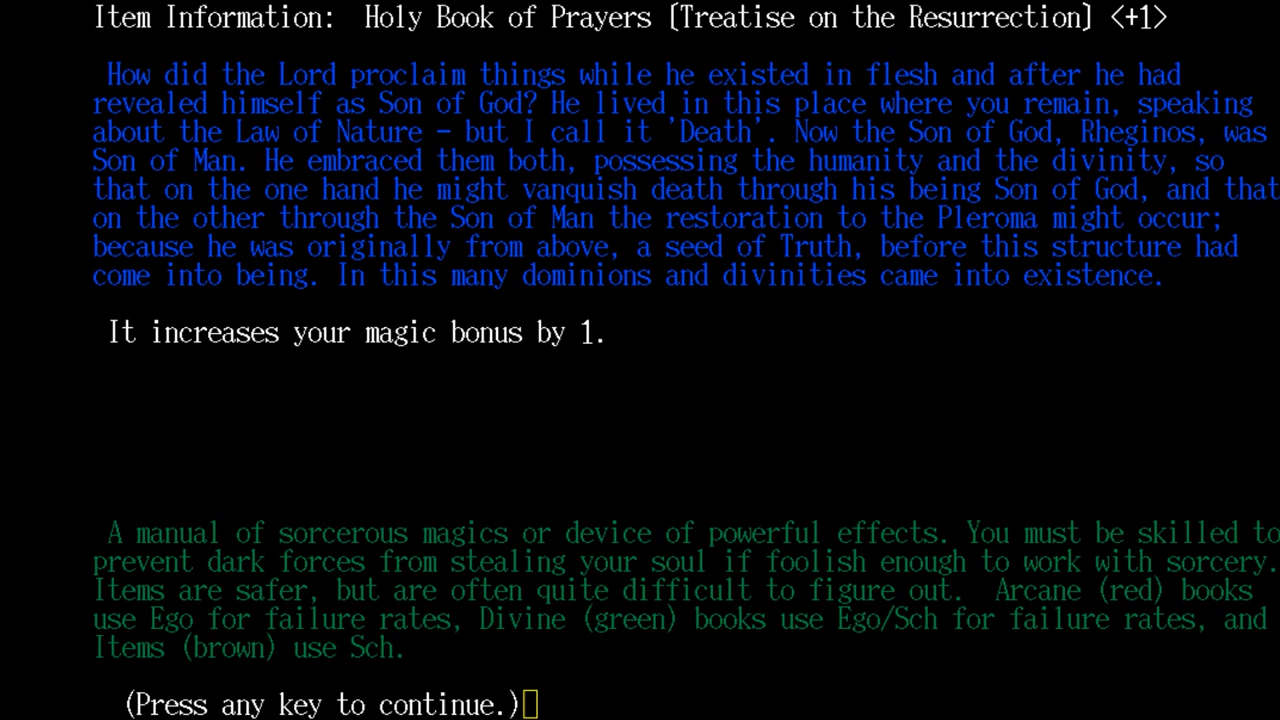 Item Information:  Holy Book of Prayers [Treatise on the Resurrection] <+1>
How did the Lord proclaim things while he existed in flesh and after he had
revealed himself as Son of God? He lived in this place where you remain, speaking
about the Law of Nature - but I call it 'Death'. Now the Son of God, Rheginos, was
Son of Man. He embraced them both, possessing the humanity and the divinity, so
that on the one hand he might vanquish death through his being Son of God, and that
on the other through the Son of Man the restoration to the Pleroma might occur;
because he was originally from above, a seed of Truth, before this structure had
come into being. In this many dominions and divinities came into existence.
It increases your magic bonus by 1.
A manual of sorcerous magics or device of powerful effects. You must be skilled to
prevent dark forces from stealing your soul if foolish enough to work with sorcery.
Items are safer, but are often quite difficult to figure out.  Arcane (red) books
use Ego for failure rates, Divine (green) books use Ego/Sch for failure rates, and
Items (brown) use Sch.
(Press any key to continue.)